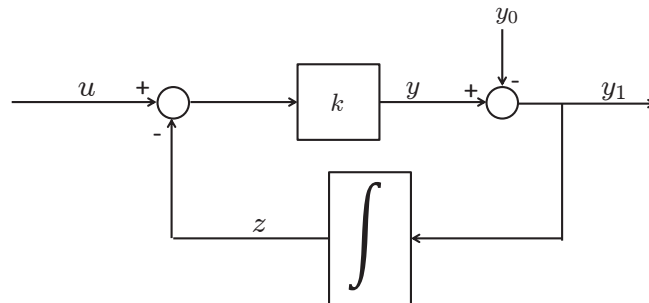 y₀
u + k y + - y₁
-
z ∫